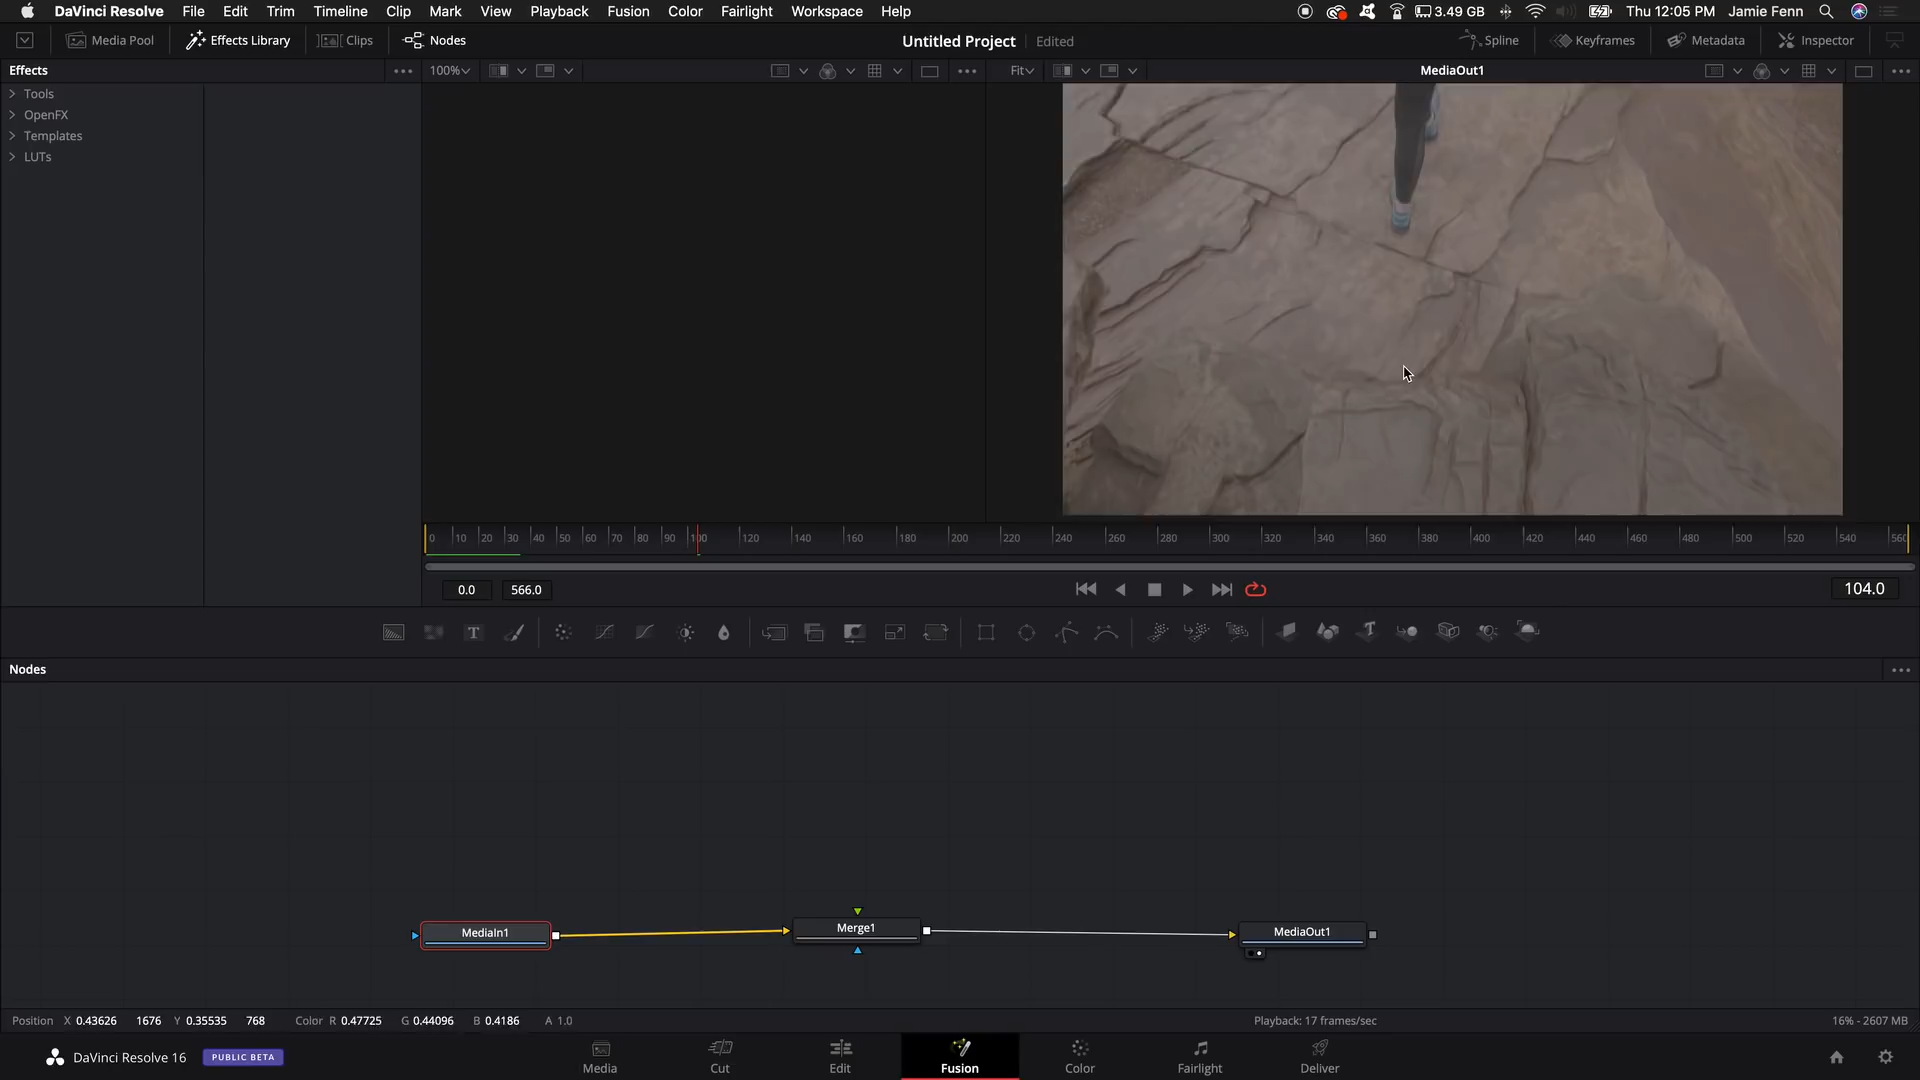 DaVinci Resolve File Edit Trim Timeline Clip Mark View Playback Fusion Color Fairlight Workspace Help 3.49 GB Thu 12:05 PM Jamie Fenn
Media Pool Effects Library Clips Nodes Untitled Project Edited Spline Keyframes Metadata Inspector
Effects 100% Fit MediaOut1
Tools
OpenFX
Templates
LUTs
0 10 20 30 40 50 60 70 80 90 100 120 140 160 180 200 220 240 260 280 300 320 340 360 380 400 420 440 460 480 500 520 540 560
0.0 566.0 104.0
T T
Nodes
MediaIn1 Merge1 MediaOut1
Position X 0.43626 1676 Y 0.35535 768 Color R 0.47725 G 0.44096 B 0.4186 A 1.0 Playback: 17 frames/sec 16% - 2607 MB
DaVinci Resolve 16 PUBLIC BETA Media Cut Edit Fusion Color Fairlight Deliver